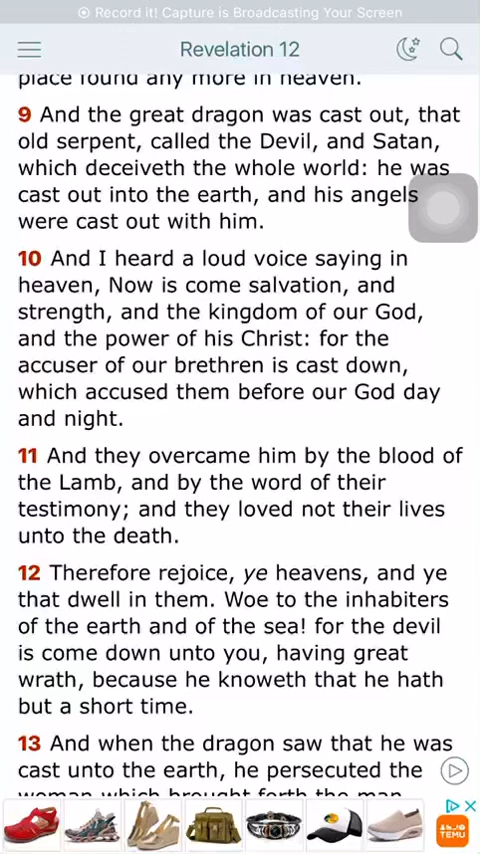 Record it! Capture is Broadcasting Your Screen
Revelation 12
place found any more in heaven.
9 And the great dragon was cast out, that
old serpent, called the Devil, and Satan,
which deceiveth the whole world: he was
cast out into the earth, and his angels
were cast out with him.
10 And I heard a loud voice saying in
heaven, Now is come salvation, and
strength, and the kingdom of our God,
and the power of his Christ: for the
accuser of our brethren is cast down,
which accused them before our God day
and night.
11 And they overcame him by the blood of
the Lamb, and by the word of their
testimony; and they loved not their lives
unto the death.
12 Therefore rejoice, ye heavens, and ye
that dwell in them. Woe to the inhabiters
of the earth and of the sea! for the devil
is come down unto you, having great
wrath, because he knoweth that he hath
but a short time.
13 And when the dragon saw that he was
cast unto the earth, he persecuted the
woman which brought forth the man
TEMU